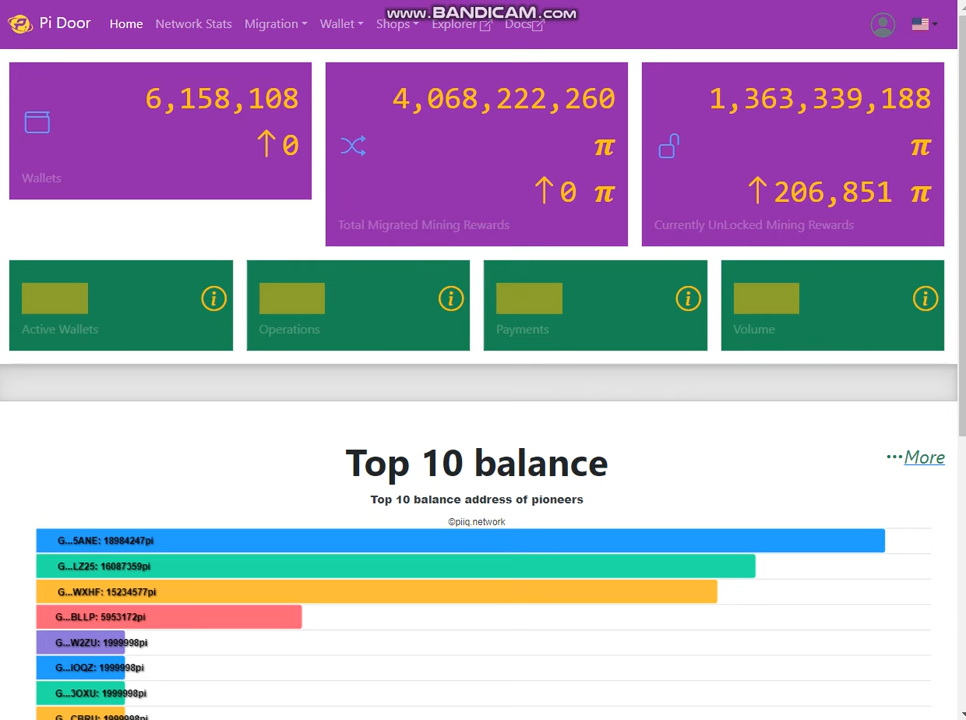 www.BANDICAM.com
Pi Door Home Network Stats Migration Wallet Shops Explorer Docs
6,158,108
↑0
Wallets
4,068,222,260
π
↑0 π
Total Migrated Mining Rewards
1,363,339,188
π
↑206,851 π
Currently UnLocked Mining Rewards
Active Wallets
Operations
Payments
Volume
Top 10 balance
···More
Top 10 balance address of pioneers
©piiq.network
G...5ANE: 18984247pi
G...LZ25: 16087359pi
G...WXHF: 15234577pi
G...BLLP: 5953172pi
G...W2ZU: 1999998pi
G...IOQZ: 1999998pi
G...3OXU: 1999998pi
G...CBRU: 1999998pi